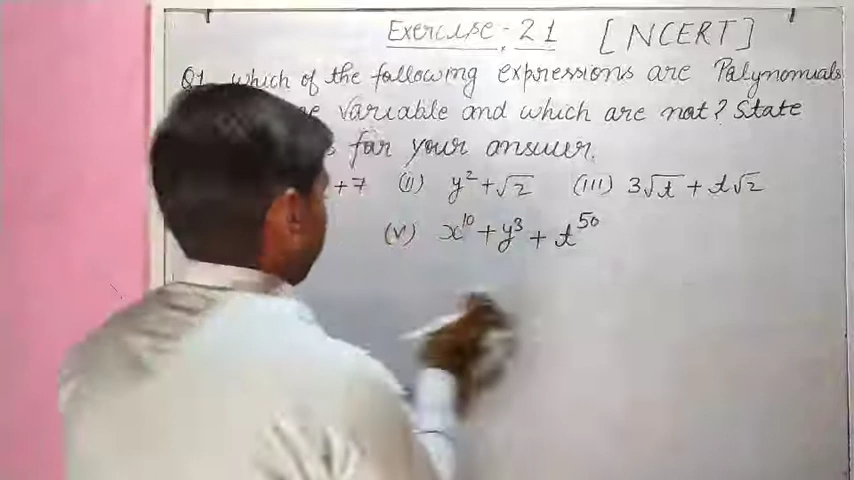 Exercise - 2.1 [NCERT]
Q1. which of the following expressions are Polynomials
variable and which are not? State
for your answer.
+7 (ii) y² + √2 (iii) 3√t + t√2
(v) x¹⁰ + y³ + t⁵⁰